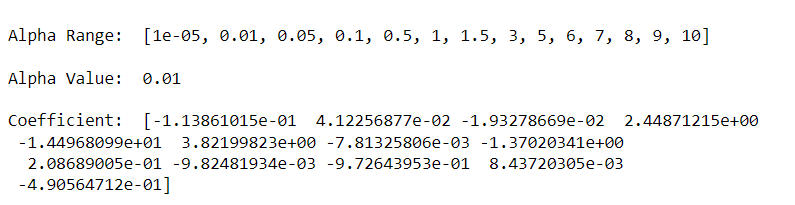 Alpha Range:  [1e-05, 0.01, 0.05, 0.1, 0.5, 1, 1.5, 3, 5, 6, 7, 8, 9, 10]
Alpha Value:  0.01
Coefficient:  [-1.13861015e-01  4.12256877e-02 -1.93278669e-02  2.44871215e+00
 -1.44968099e+01  3.82199823e+00 -7.81325806e-03 -1.37020341e+00
  2.08689005e-01 -9.82481934e-03 -9.72643953e-01  8.43720305e-03
 -4.90564712e-01]